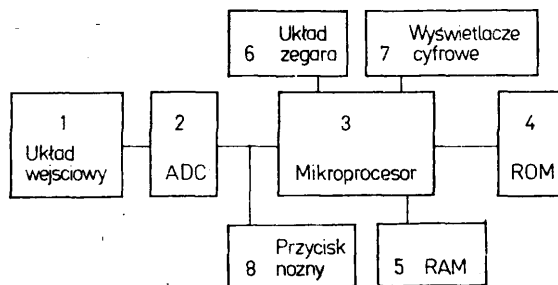 6 Układ
zegara
7 Wyświetlacze
cyfrowe
1
Układ
wejsciowy
2
ADC
3
Mikroprocesor
4
ROM
Przycisk
8 nozny
5 RAM